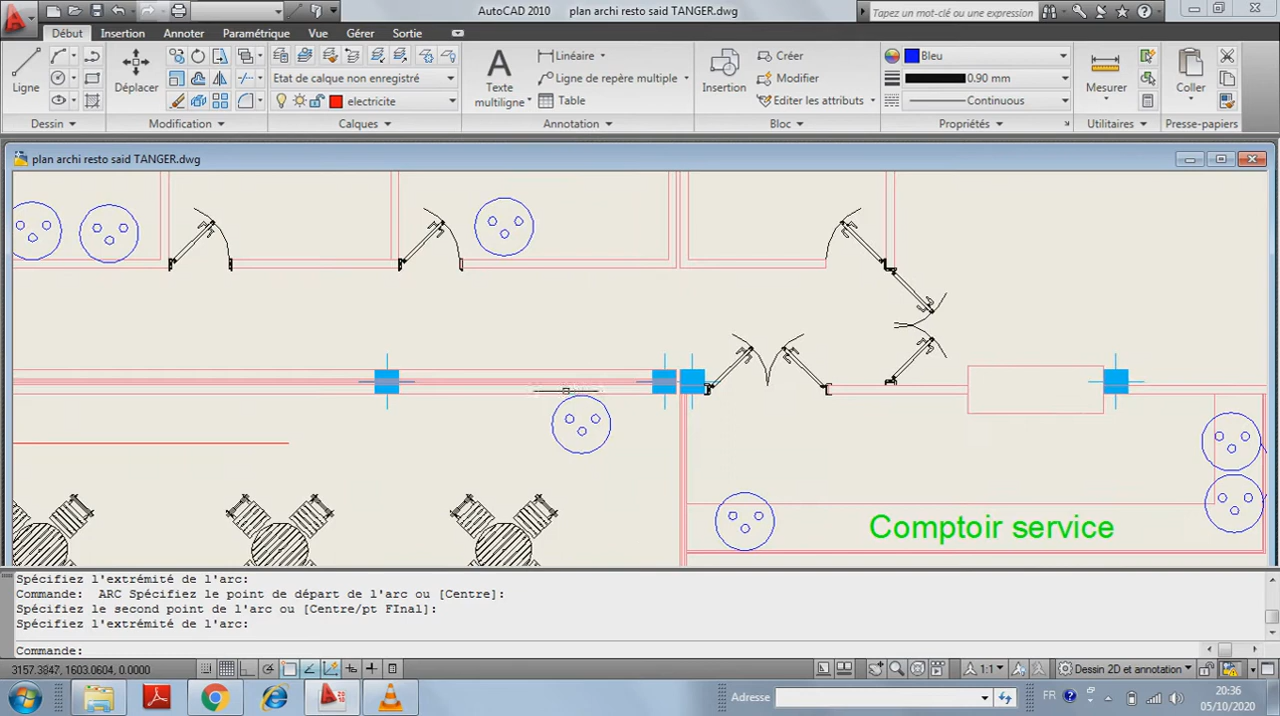 AutoCAD 2010 plan archi resto said TANGER.dwg
Tapez un mot-clé ou une expression
Début Insertion Annoter Paramétrique Vue Gérer Sortie
Ligne
Déplacer
Etat de calque non enregistré
electricite
A
Texte
multiligne
Linéaire
Ligne de repère multiple
Table
Insertion
Créer
Modifier
Editer les attributs
Bleu
0.90 mm
Continuous
Mesurer
Coller
Dessin Modification Calques Annotation Bloc Propriétés Utilitaires Presse-papiers
plan archi resto said TANGER.dwg
Comptoir service
Spécifiez l'extrémité de l'arc:
Commande: ARC Spécifiez le point de départ de l'arc ou [Centre]:
Spécifiez le second point de l'arc ou [Centre/pt FInal]:
Spécifiez l'extrémité de l'arc:
Commande:
3157.3847, 1603.0604, 0.0000
1:1
Dessin 2D et annotation
Adresse
FR
20:36
05/10/2020